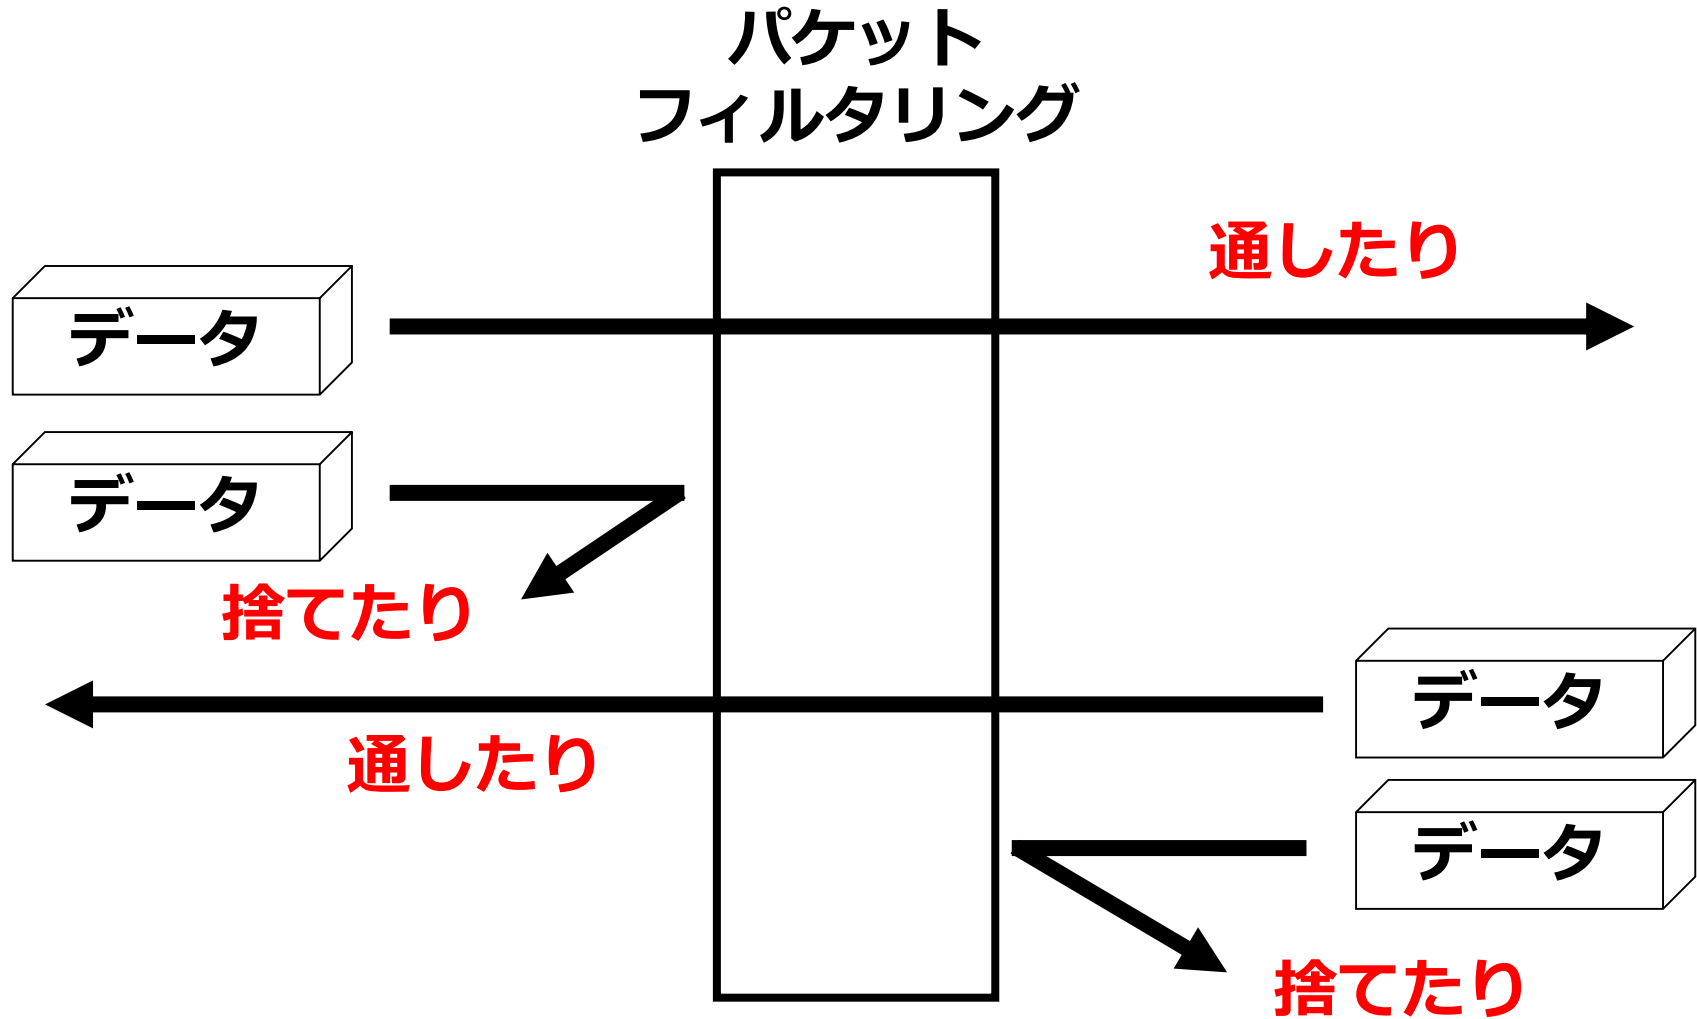 パケット
フィルタリング
通したり
データ
データ
捨てたり
データ
通したり
データ
捨てたり